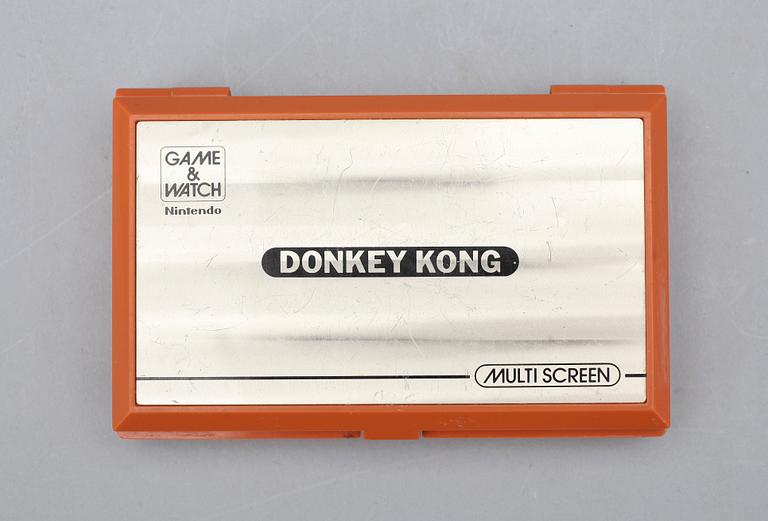 GAME
&
WATCH
Nintendo
DONKEY KONG
MULTI SCREEN